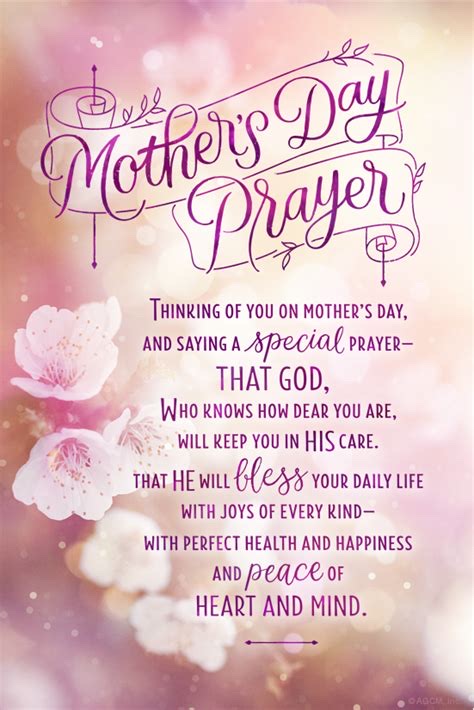 Mother's Day
Prayer
THINKING OF YOU ON MOTHER'S DAY,
AND SAYING A special PRAYER—
THAT GOD,
WHO KNOWS HOW DEAR YOU ARE,
WILL KEEP YOU IN HIS CARE.
THAT HE WILL bless YOUR DAILY LIFE
WITH JOYS OF EVERY KIND—
WITH PERFECT HEALTH AND HAPPINESS
AND peace OF
HEART AND MIND.